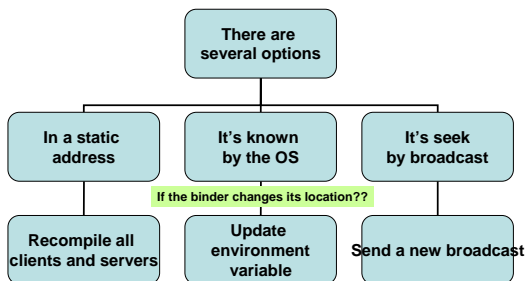 There are
several options
In a static
address
It's known
by the OS
It's seek
by broadcast
If the binder changes its location??
Recompile all
clients and servers
Update
environment
variable
Send a new broadcast